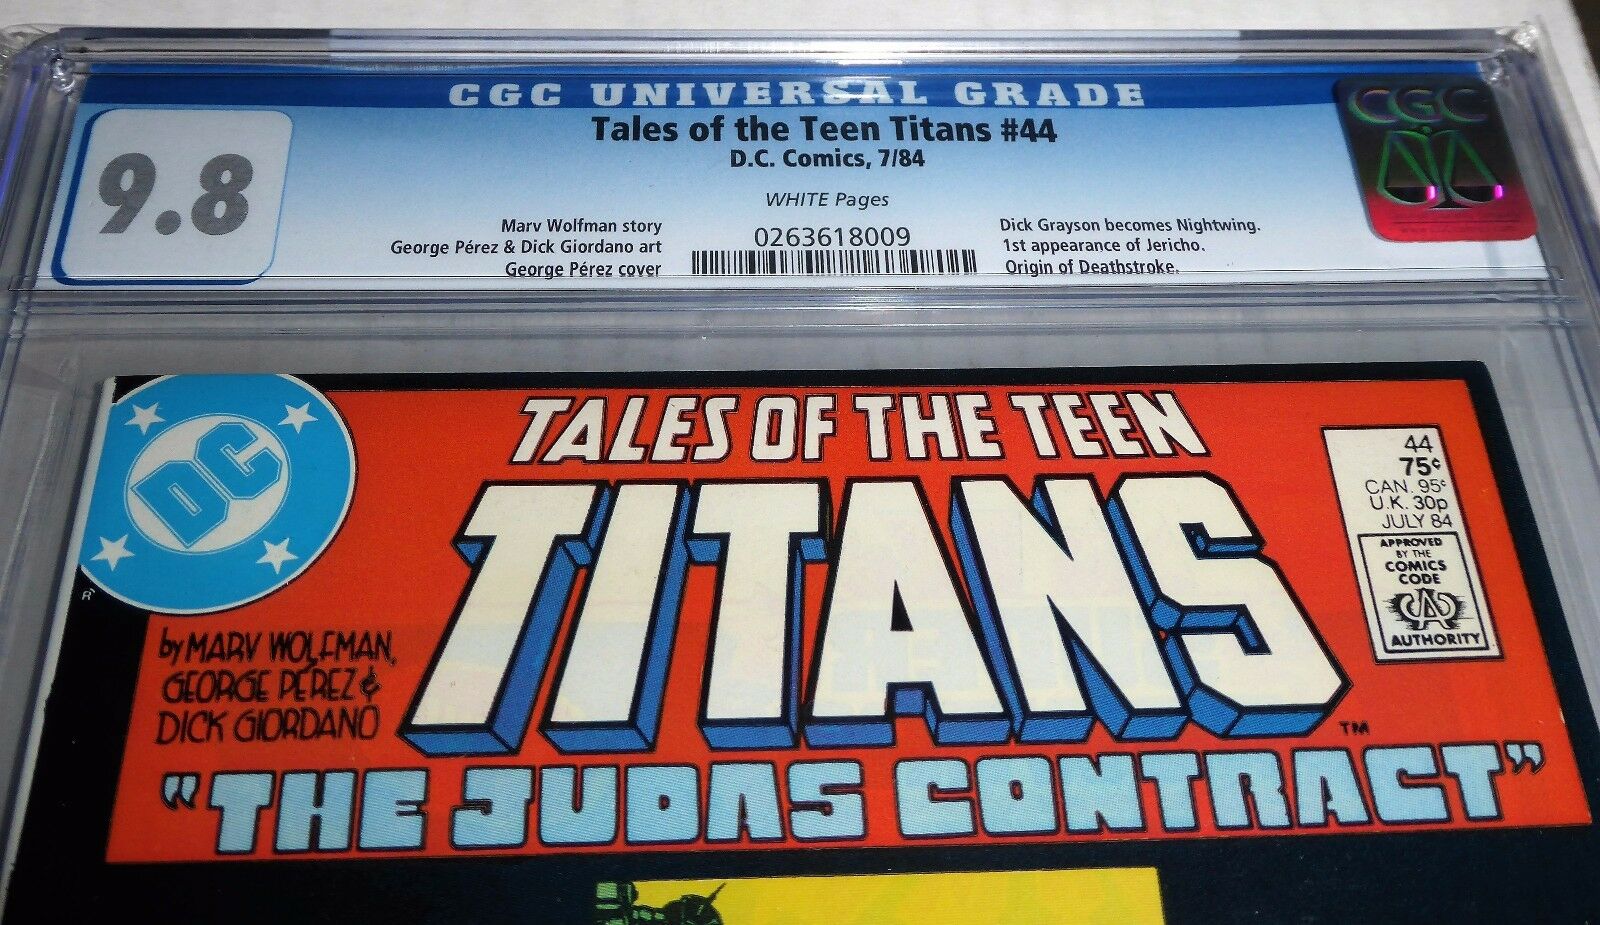 CGC UNIVERSAL GRADE
9.8
Tales of the Teen Titans #44
D.C. Comics, 7/84
WHITE Pages
Marv Wolfman story
George Pérez & Dick Giordano art
George Pérez cover
0263618009
Dick Grayson becomes Nightwing.
1st appearance of Jericho.
Origin of Deathstroke.
CGC
DC
R
TALES OF THE TEEN
TITANS
TM
by MARV WOLFMAN,
GEORGE PÉREZ &
DICK GIORDANO
"THE JUDAS CONTRACT"
44
75¢
CAN. 95¢
U.K. 30p
JULY 84
APPROVED
BY THE
COMICS
CODE
CA
AUTHORITY